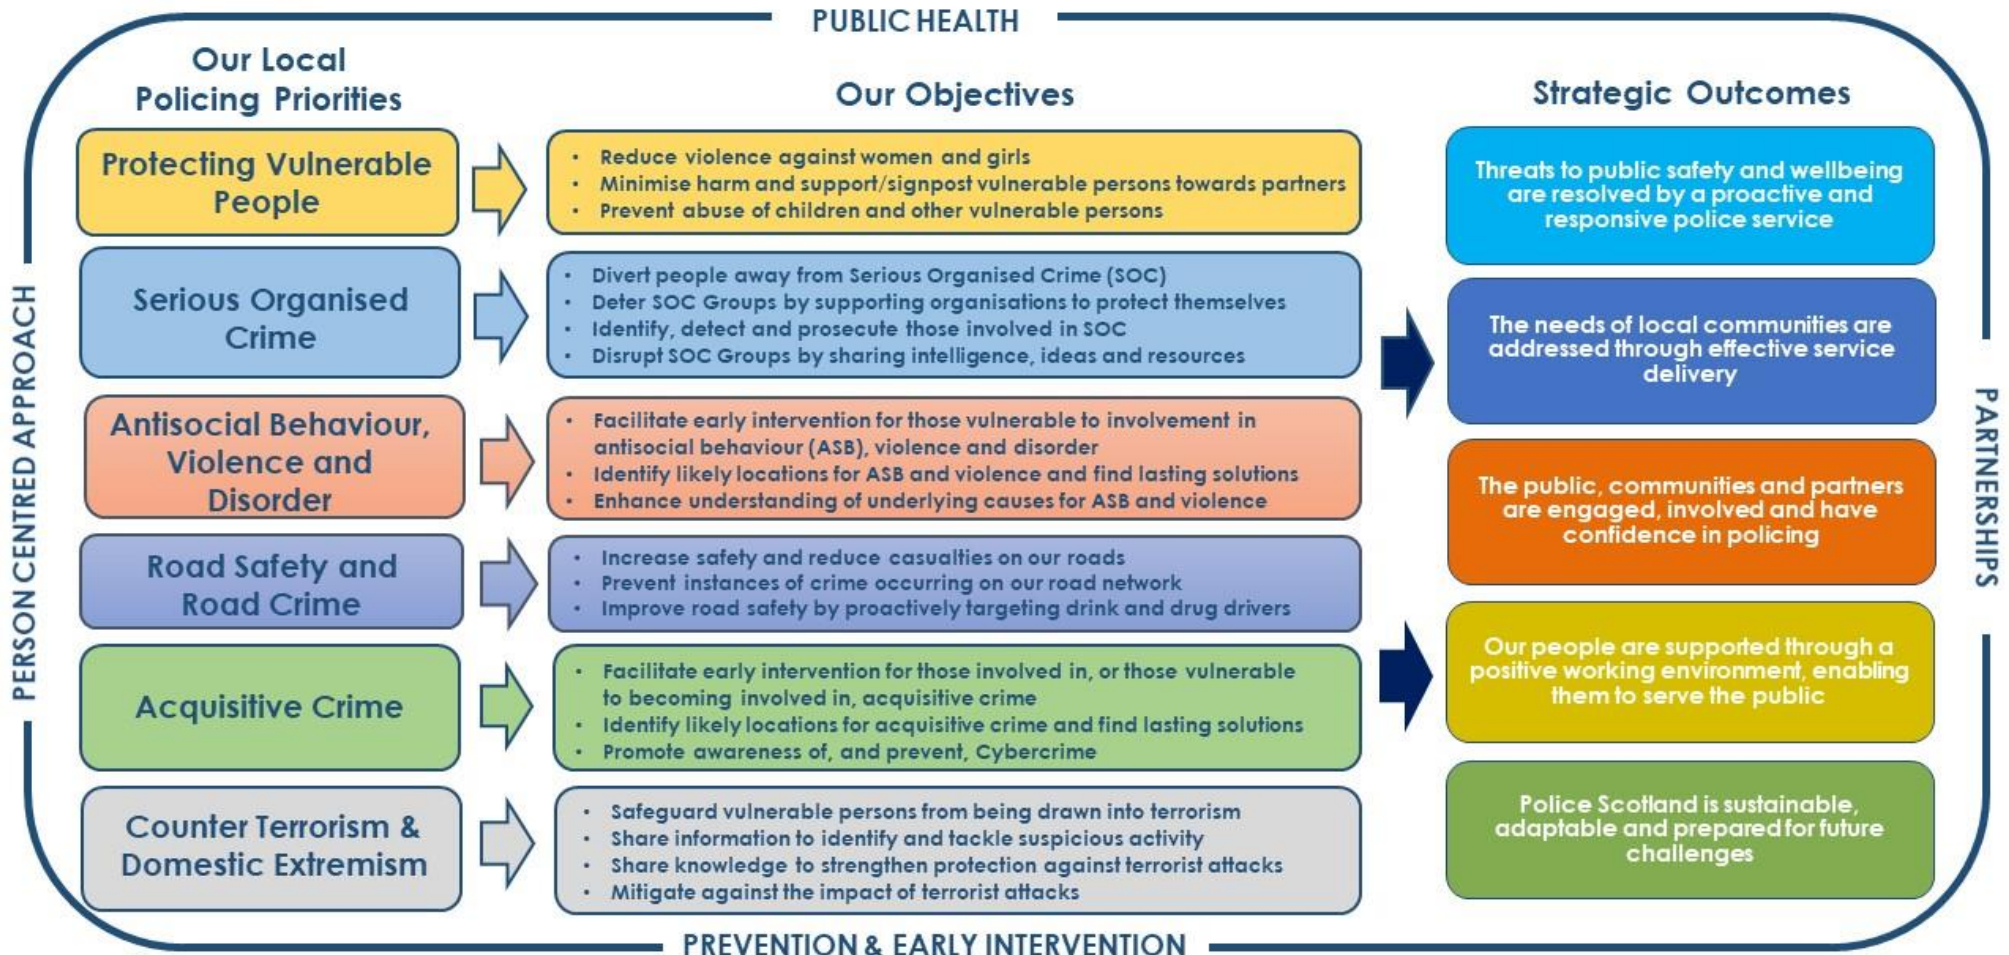 PUBLIC HEALTH
Our Local
Policing Priorities
Our Objectives
Strategic Outcomes
Protecting Vulnerable
People
• Reduce violence against women and girls
• Minimise harm and support/signpost vulnerable persons towards partners
• Prevent abuse of children and other vulnerable persons
Serious Organised
Crime
• Divert people away from Serious Organised Crime (SOC)
• Deter SOC Groups by supporting organisations to protect themselves
• Identify, detect and prosecute those involved in SOC
• Disrupt SOC Groups by sharing intelligence, ideas and resources
Antisocial Behaviour,
Violence and
Disorder
• Facilitate early intervention for those vulnerable to involvement in
antisocial behaviour (ASB), violence and disorder
• Identify likely locations for ASB and violence and find lasting solutions
• Enhance understanding of underlying causes for ASB and violence
Road Safety and
Road Crime
• Increase safety and reduce casualties on our roads
• Prevent instances of crime occurring on our road network
• Improve road safety by proactively targeting drink and drug drivers
Acquisitive Crime
• Facilitate early intervention for those involved in, or those vulnerable
to becoming involved in, acquisitive crime
• Identify likely locations for acquisitive crime and find lasting solutions
• Promote awareness of, and prevent, Cybercrime
Counter Terrorism &
Domestic Extremism
• Safeguard vulnerable persons from being drawn into terrorism
• Share information to identify and tackle suspicious activity
• Share knowledge to strengthen protection against terrorist attacks
• Mitigate against the impact of terrorist attacks
Threats to public safety and wellbeing
are resolved by a proactive and
responsive police service
The needs of local communities are
addressed through effective service
delivery
The public, communities and partners
are engaged, involved and have
confidence in policing
Our people are supported through a
positive working environment, enabling
them to serve the public
Police Scotland is sustainable,
adaptable and prepared for future
challenges
PERSON CENTRED APPROACH
PARTNERSHIPS
PREVENTION & EARLY INTERVENTION